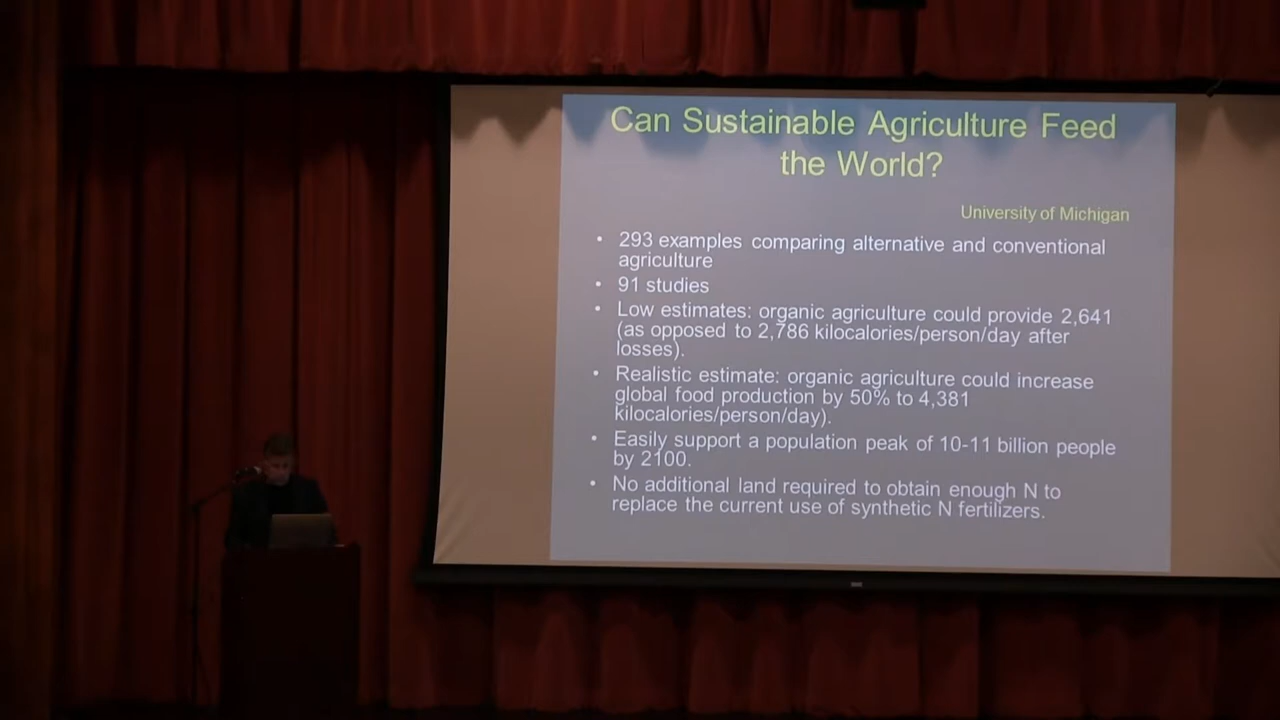 Can Sustainable Agriculture Feed
the World?
University of Michigan
• 293 examples comparing alternative and conventional
agriculture
• 91 studies
• Low estimates: organic agriculture could provide 2,641
(as opposed to 2,786 kilocalories/person/day after
losses).
• Realistic estimate: organic agriculture could increase
global food production by 50% to 4,381
kilocalories/person/day).
• Easily support a population peak of 10-11 billion people
by 2100.
• No additional land required to obtain enough N to
replace the current use of synthetic N fertilizers.